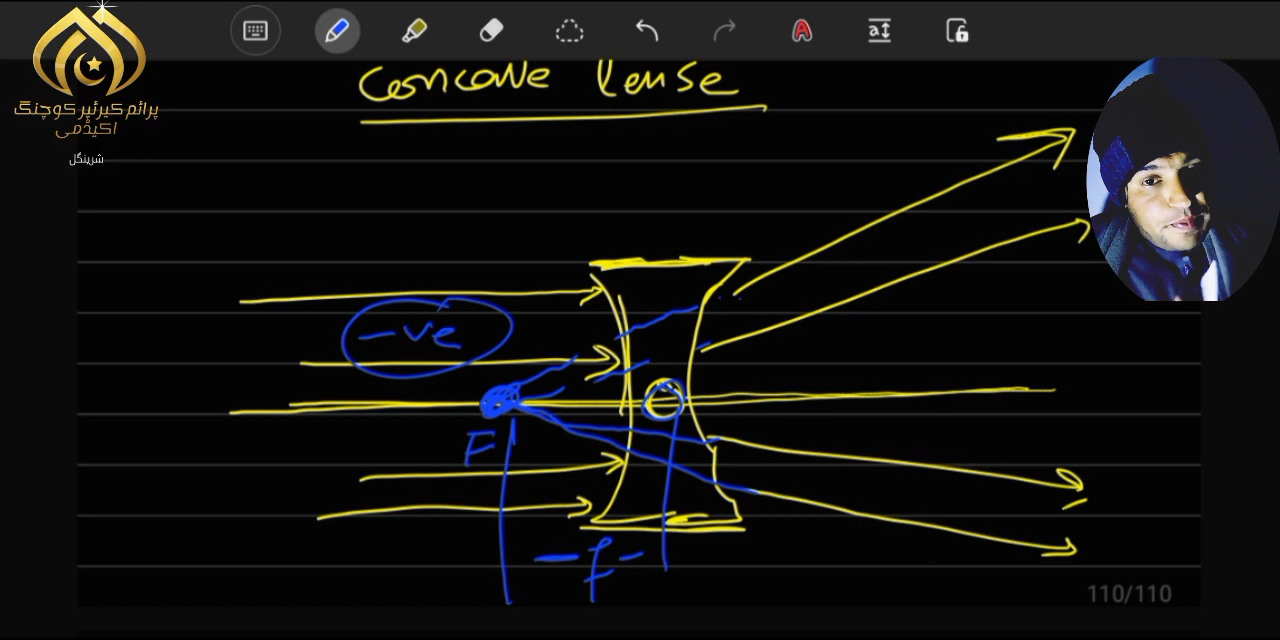 concave lense
پرائم کیرئیر کوچنگ
اکیڈمی
شرینگل
-ve
F
-f-
110/110
A
a